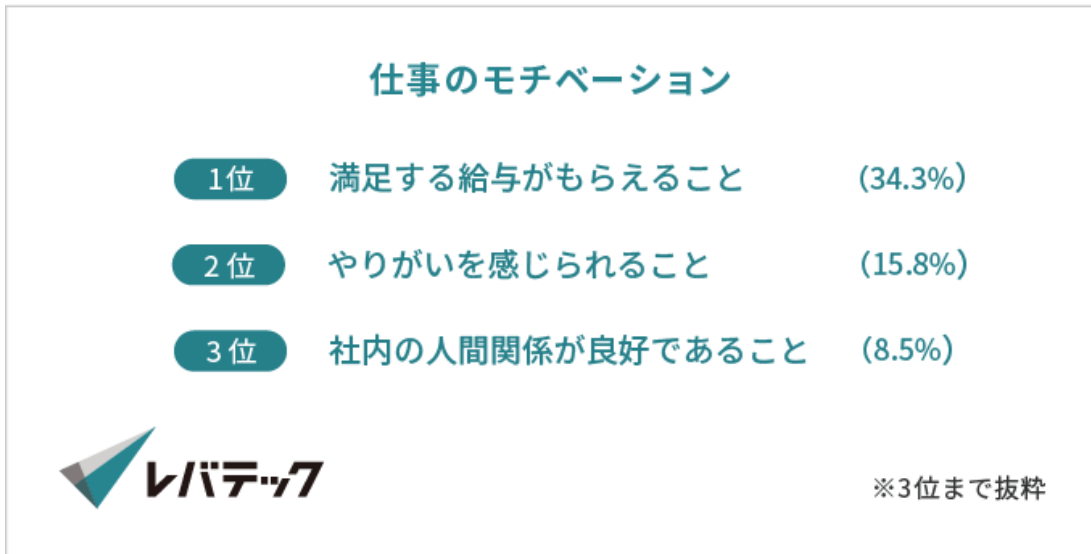 仕事のモチベーション
1位 満足する給与がもらえること (34.3%)
2位 やりがいを感じられること (15.8%)
3位 社内の人間関係が良好であること (8.5%)
レバテック
※3位まで抜粋